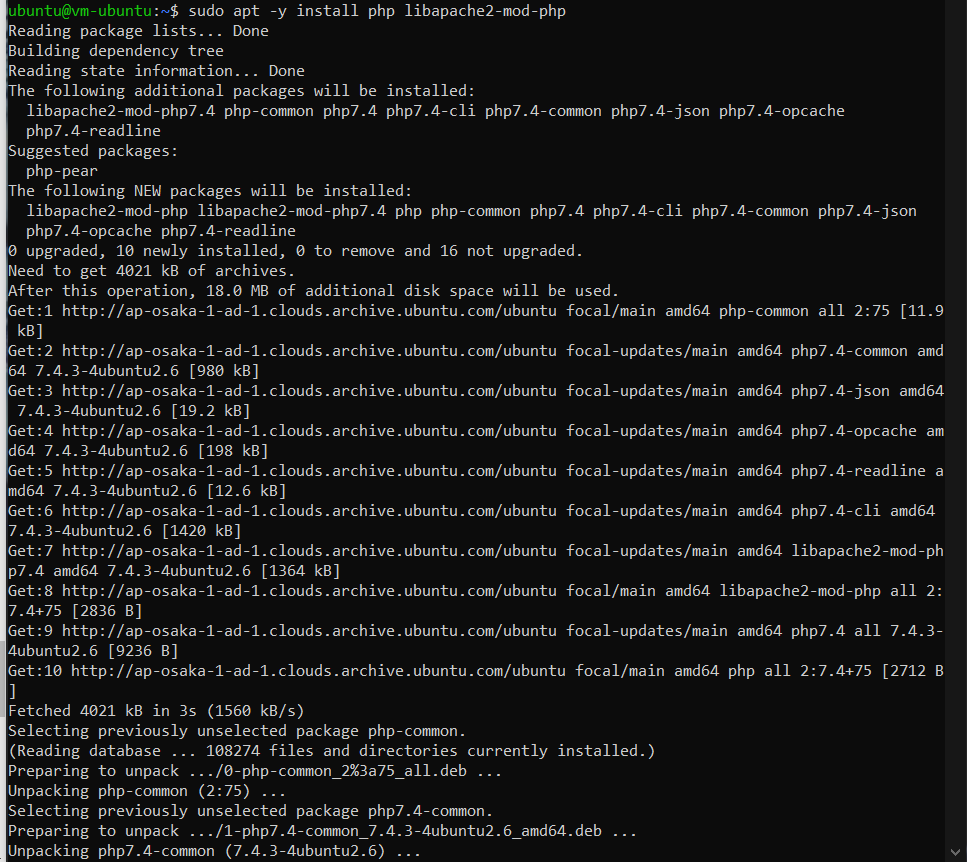 ubuntu@vm-ubuntu:~$ sudo apt -y install php libapache2-mod-php
Reading package lists... Done
Building dependency tree
Reading state information... Done
The following additional packages will be installed:
  libapache2-mod-php7.4 php-common php7.4 php7.4-cli php7.4-common php7.4-json php7.4-opcache
  php7.4-readline
Suggested packages:
  php-pear
The following NEW packages will be installed:
  libapache2-mod-php libapache2-mod-php7.4 php php-common php7.4 php7.4-cli php7.4-common php7.4-json
  php7.4-opcache php7.4-readline
0 upgraded, 10 newly installed, 0 to remove and 16 not upgraded.
Need to get 4021 kB of archives.
After this operation, 18.0 MB of additional disk space will be used.
Get:1 http://ap-osaka-1-ad-1.clouds.archive.ubuntu.com/ubuntu focal/main amd64 php-common all 2:75 [11.9
 kB]
Get:2 http://ap-osaka-1-ad-1.clouds.archive.ubuntu.com/ubuntu focal-updates/main amd64 php7.4-common amd
64 7.4.3-4ubuntu2.6 [980 kB]
Get:3 http://ap-osaka-1-ad-1.clouds.archive.ubuntu.com/ubuntu focal-updates/main amd64 php7.4-json amd64
 7.4.3-4ubuntu2.6 [19.2 kB]
Get:4 http://ap-osaka-1-ad-1.clouds.archive.ubuntu.com/ubuntu focal-updates/main amd64 php7.4-opcache am
d64 7.4.3-4ubuntu2.6 [198 kB]
Get:5 http://ap-osaka-1-ad-1.clouds.archive.ubuntu.com/ubuntu focal-updates/main amd64 php7.4-readline a
md64 7.4.3-4ubuntu2.6 [12.6 kB]
Get:6 http://ap-osaka-1-ad-1.clouds.archive.ubuntu.com/ubuntu focal-updates/main amd64 php7.4-cli amd64
7.4.3-4ubuntu2.6 [1420 kB]
Get:7 http://ap-osaka-1-ad-1.clouds.archive.ubuntu.com/ubuntu focal-updates/main amd64 libapache2-mod-ph
p7.4 amd64 7.4.3-4ubuntu2.6 [1364 kB]
Get:8 http://ap-osaka-1-ad-1.clouds.archive.ubuntu.com/ubuntu focal/main amd64 libapache2-mod-php all 2:
7.4+75 [2836 B]
Get:9 http://ap-osaka-1-ad-1.clouds.archive.ubuntu.com/ubuntu focal-updates/main amd64 php7.4 all 7.4.3-
4ubuntu2.6 [9236 B]
Get:10 http://ap-osaka-1-ad-1.clouds.archive.ubuntu.com/ubuntu focal/main amd64 php all 2:7.4+75 [2712 B
]
Fetched 4021 kB in 3s (1560 kB/s)
Selecting previously unselected package php-common.
(Reading database ... 108274 files and directories currently installed.)
Preparing to unpack .../0-php-common_2%3a75_all.deb ...
Unpacking php-common (2:75) ...
Selecting previously unselected package php7.4-common.
Preparing to unpack .../1-php7.4-common_7.4.3-4ubuntu2.6_amd64.deb ...
Unpacking php7.4-common (7.4.3-4ubuntu2.6) ...